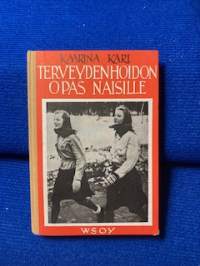 KAARINA KARI
TERVEYDENHOIDON
OPAS NAISILLE
WSOY